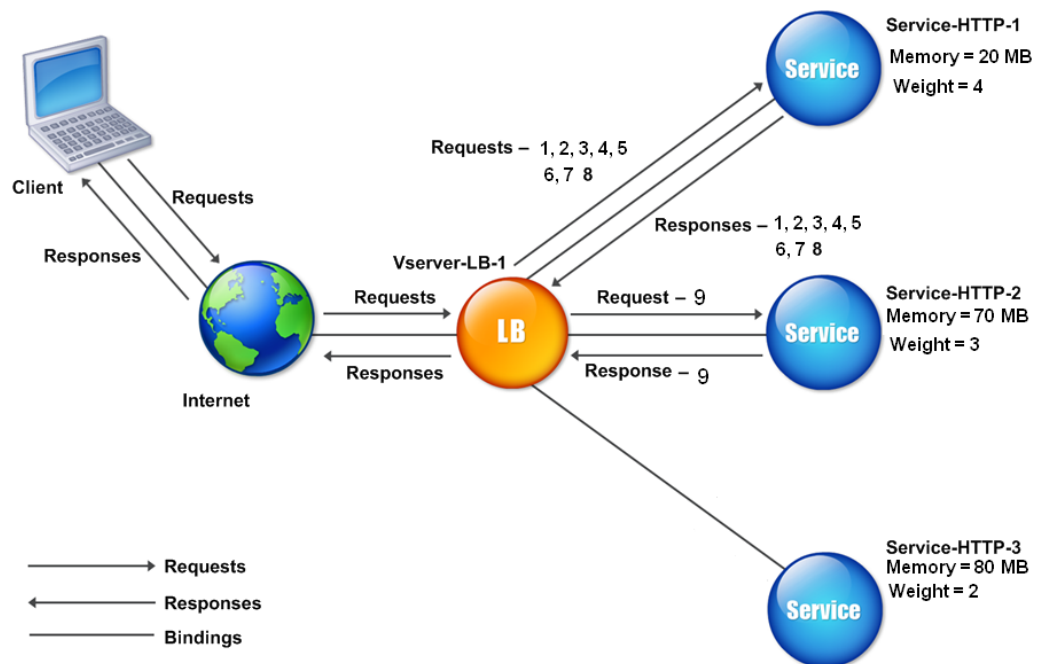 Service-HTTP-1
Memory = 20 MB
Weight = 4
Service
Requests – 1, 2, 3, 4, 5
6, 7 8
Client
Requests
Responses
Responses – 1, 2, 3, 4, 5
6, 7 8
Vserver-LB-1
Requests
LB
Request – 9
Service
Service-HTTP-2
Memory = 70 MB
Weight = 3
Responses
Response – 9
Internet
Service-HTTP-3
Memory = 80 MB
Weight = 2
Service
Requests
Responses
Bindings